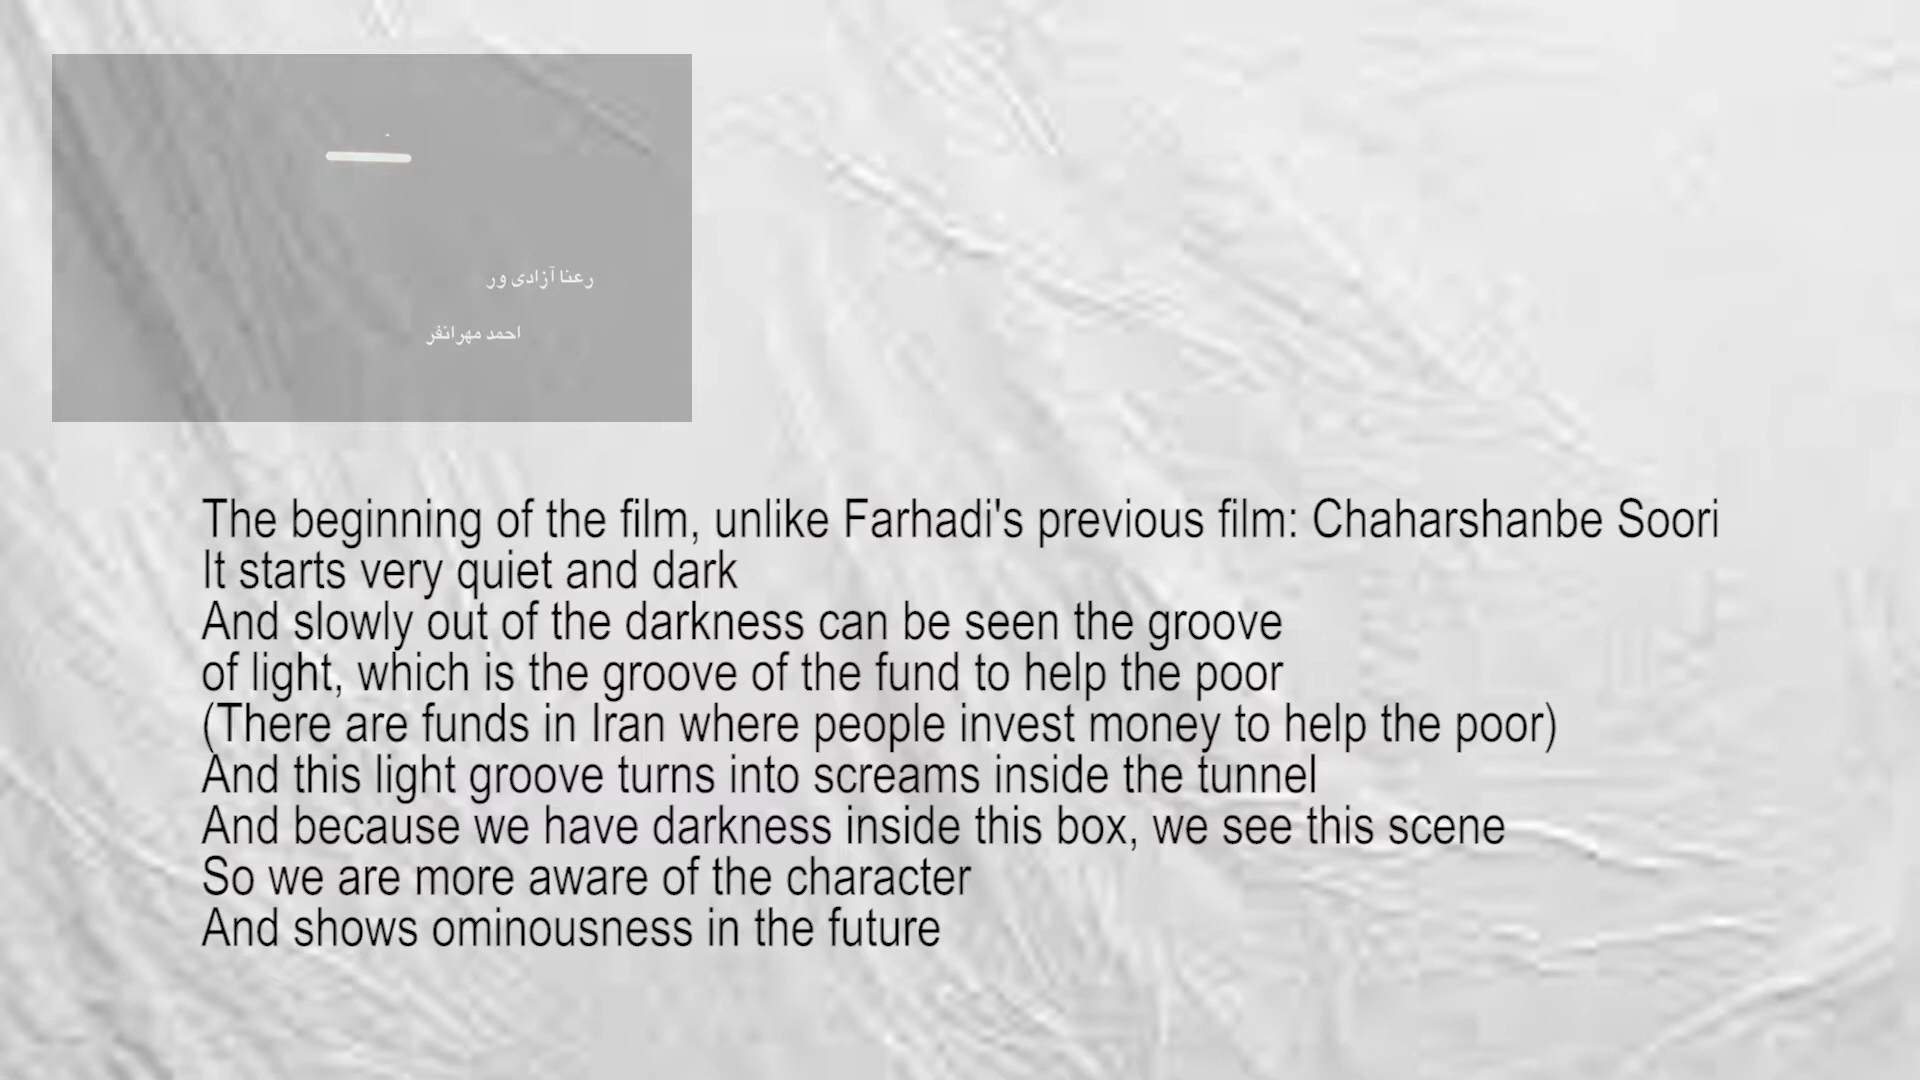 رعنا آزادی ور
احمد مهرانفر
The beginning of the film, unlike Farhadi's previous film: Chaharshanbe Soori
It starts very quiet and dark
And slowly out of the darkness can be seen the groove
of light, which is the groove of the fund to help the poor
(There are funds in Iran where people invest money to help the poor)
And this light groove turns into screams inside the tunnel
And because we have darkness inside this box, we see this scene
So we are more aware of the character
And shows ominousness in the future